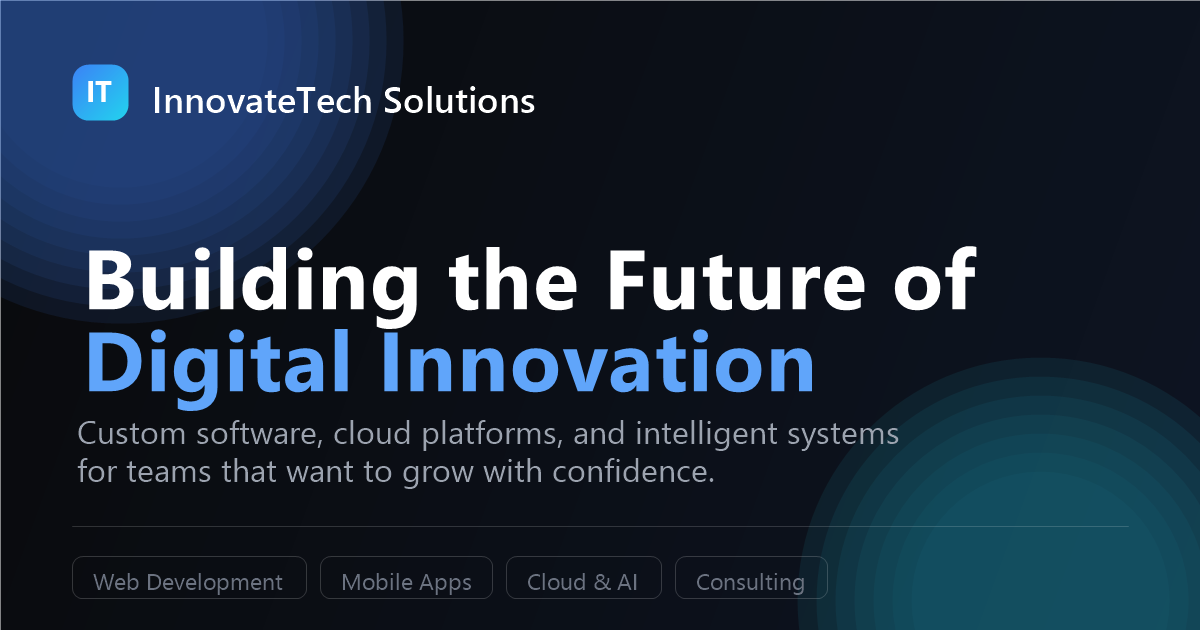 IT
InnovateTech Solutions
Building the Future of
Digital Innovation
Custom software, cloud platforms, and intelligent systems
for teams that want to grow with confidence.
Web Development
Mobile Apps
Cloud & AI
Consulting